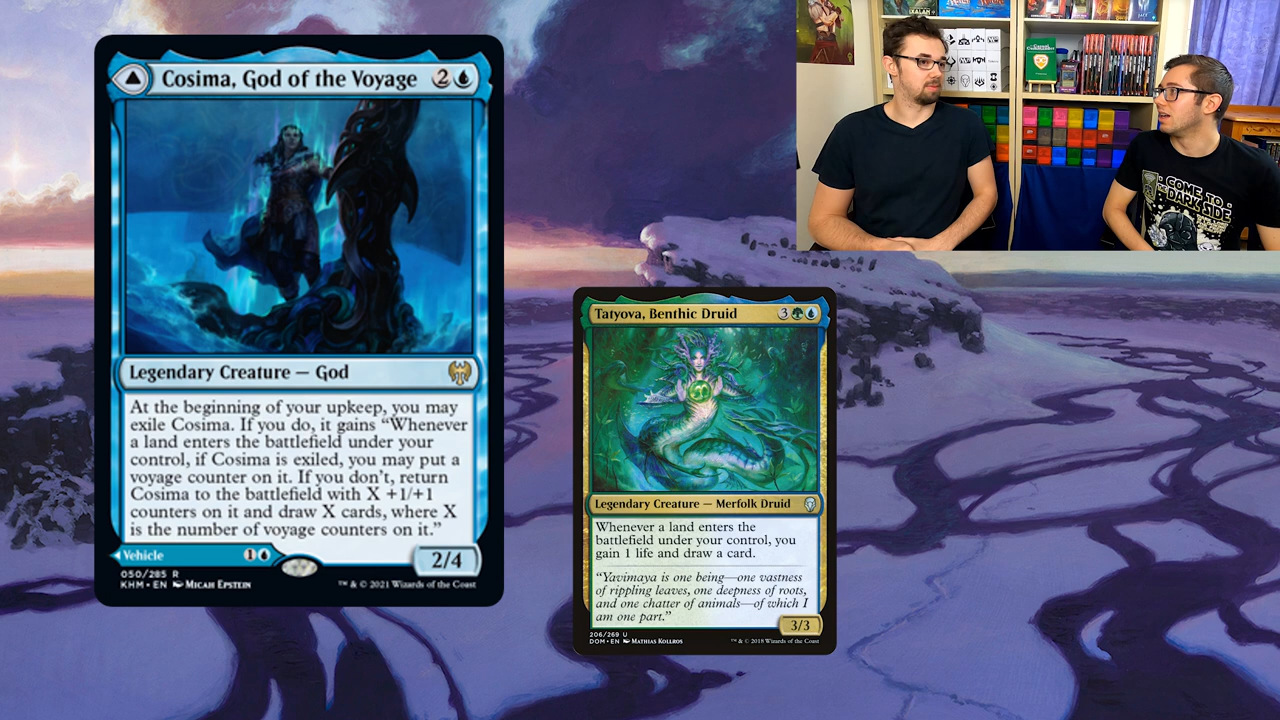 Cosima, God of the Voyage 2
Legendary Creature — God
At the beginning of your upkeep, you may
exile Cosima. If you do, it gains “Whenever
a land enters the battlefield under your
control, if Cosima is exiled, you may put a
voyage counter on it. If you don’t, return
Cosima to the battlefield with X +1/+1
counters on it and draw X cards, where X
is the number of voyage counters on it.”
Vehicle 1
2/4
050/285 R
KHM • EN Micah Epstein
™ & © 2021 Wizards of the Coast
Tatyova, Benthic Druid 3
Legendary Creature — Merfolk Druid
Whenever a land enters the
battlefield under your control, you
gain 1 life and draw a card.
“Yavimaya is one being—one vastness
of rippling leaves, one deepness of roots,
and one chatter of animals—of which I
am one part.”
3/3
206/269 U
DOM • EN Mathias Kollros
™ & © 2018 Wizards of the Coast
COME TO
THE DARK SIDE